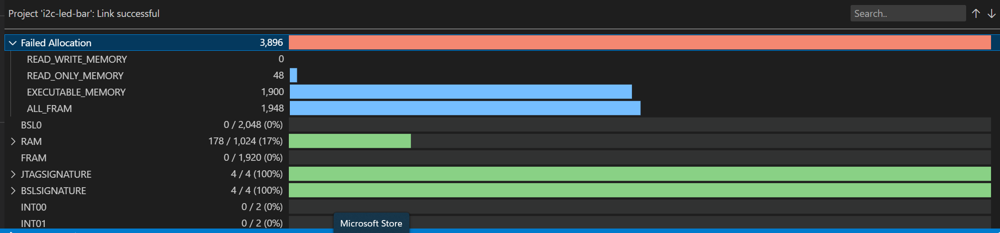 Project 'i2c-led-bar': Link successful
Search..
Failed Allocation 3,896
READ_WRITE_MEMORY 0
READ_ONLY_MEMORY 48
EXECUTABLE_MEMORY 1,900
ALL_FRAM 1,948
BSL0 0 / 2,048 (0%)
RAM 178 / 1,024 (17%)
FRAM 0 / 1,920 (0%)
JTAGSIGNATURE 4 / 4 (100%)
BSLSIGNATURE 4 / 4 (100%)
INT00 0 / 2 (0%)
INT01 0 / 2 (0%)
Microsoft Store